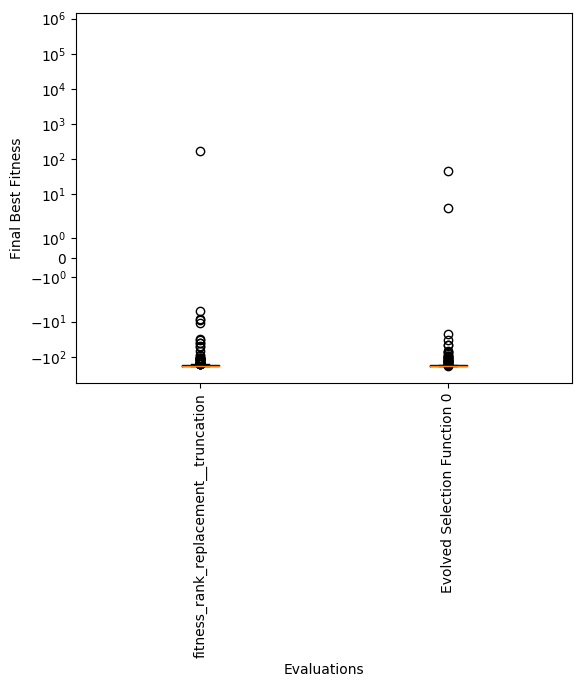 10⁶
10⁵
10⁴
10³
10²
10¹
10⁰
0
−10⁰
−10¹
−10²
Final Best Fitness
fitness_rank_replacement__truncation
Evolved Selection Function 0
Evaluations